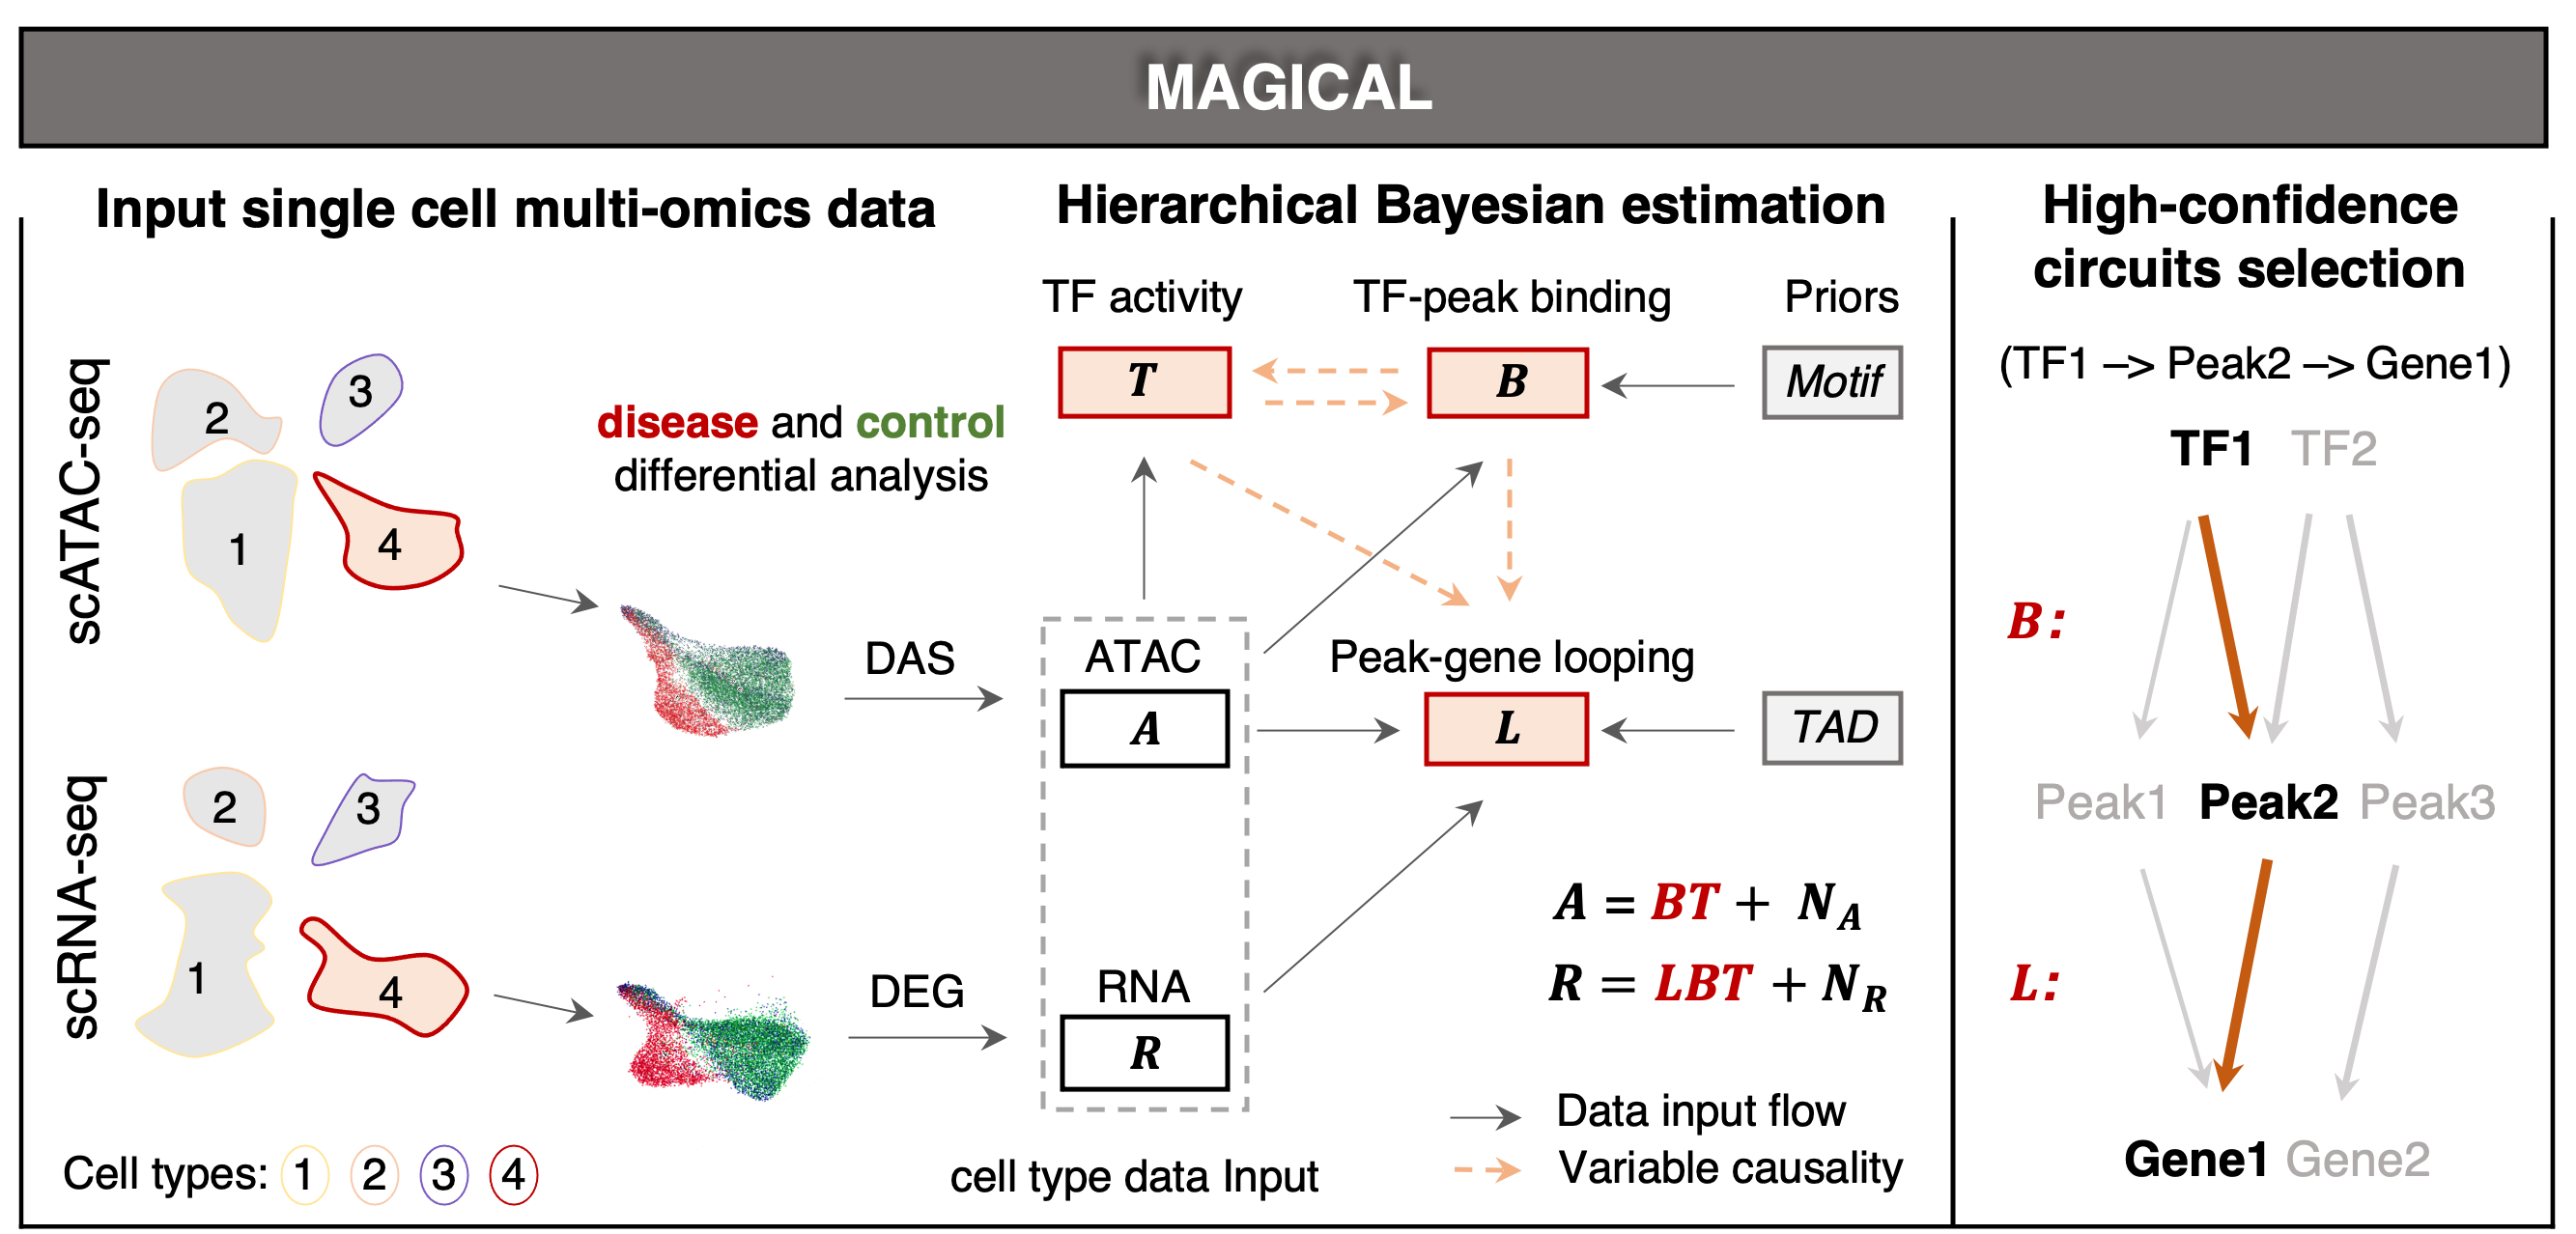 MAGICAL
Input single cell multi-omics data
scATAC-seq
2
3
1
4
disease and control
differential analysis
DAS
scRNA-seq
2
3
1
4
DEG
Cell types: 1 2 3 4
Hierarchical Bayesian estimation
TF activity
TF-peak binding
Priors
T
B
Motif
ATAC
A
Peak-gene looping
L
TAD
RNA
R
A = BT + N_A
R = LBT + N_R
cell type data Input
Data input flow
Variable causality
High-confidence
circuits selection
(TF1 –> Peak2 –> Gene1)
TF1 TF2
B:
Peak1 Peak2 Peak3
L:
Gene1 Gene2